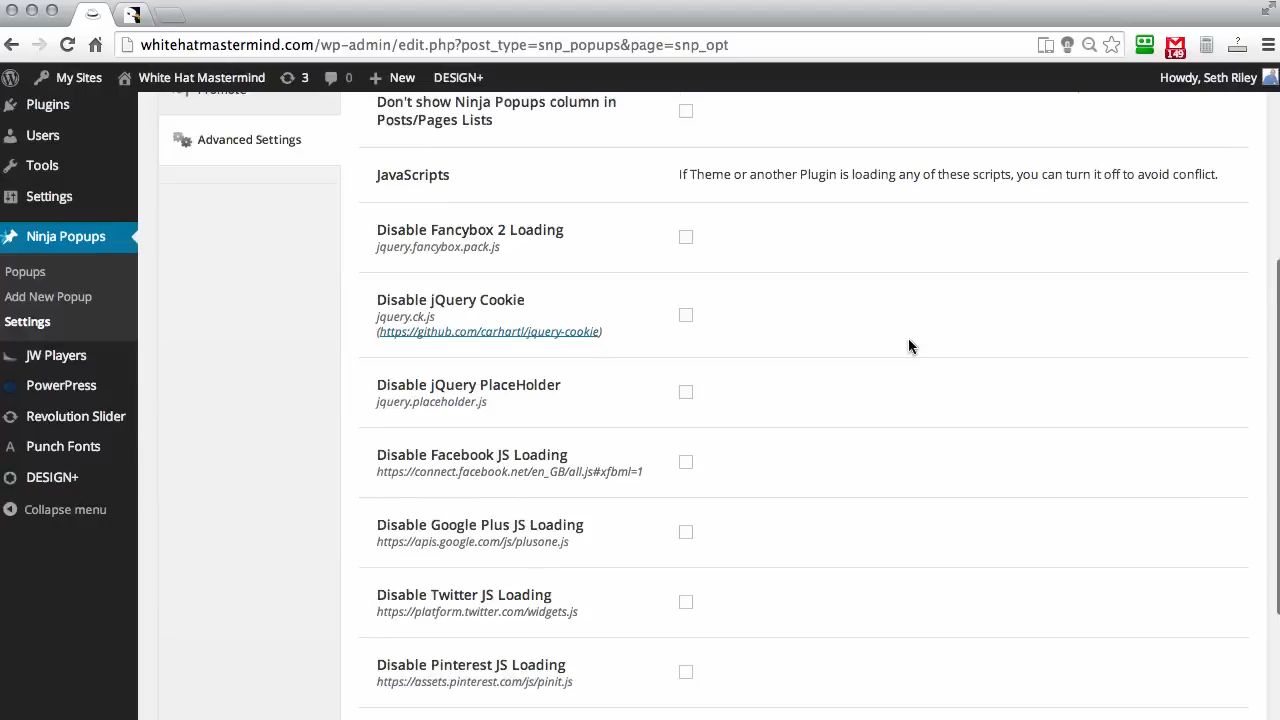 whitehatmastermind.com/wp-admin/edit.php?post_type=snp_popups&page=snp_opt
149
My Sites
White Hat Mastermind
3
0
New
DESIGN+
Howdy, Seth Riley
Plugins
Users
Tools
Settings
Ninja Popups
Popups
Add New Popup
Settings
JW Players
PowerPress
Revolution Slider
Punch Fonts
DESIGN+
Collapse menu
Promote
Advanced Settings
Don't show Ninja Popups column in
Posts/Pages Lists
JavaScripts
If Theme or another Plugin is loading any of these scripts, you can turn it off to avoid conflict.
Disable Fancybox 2 Loading
jquery.fancybox.pack.js
Disable jQuery Cookie
jquery.ck.js
(https://github.com/carhartl/jquery-cookie)
Disable jQuery PlaceHolder
jquery.placeholder.js
Disable Facebook JS Loading
https://connect.facebook.net/en_GB/all.js#xfbml=1
Disable Google Plus JS Loading
https://apis.google.com/js/plusone.js
Disable Twitter JS Loading
https://platform.twitter.com/widgets.js
Disable Pinterest JS Loading
https://assets.pinterest.com/js/pinit.js